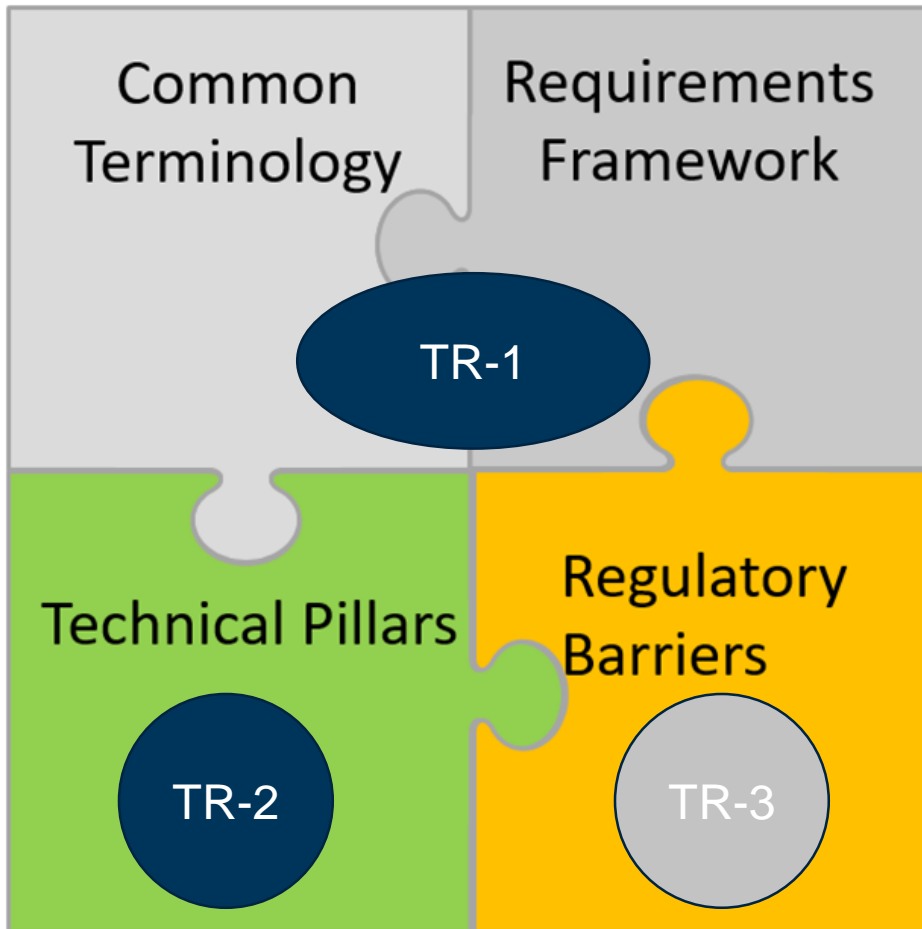 Common
Terminology
Requirements
Framework
TR-1
Technical Pillars
Regulatory
Barriers
TR-2
TR-3